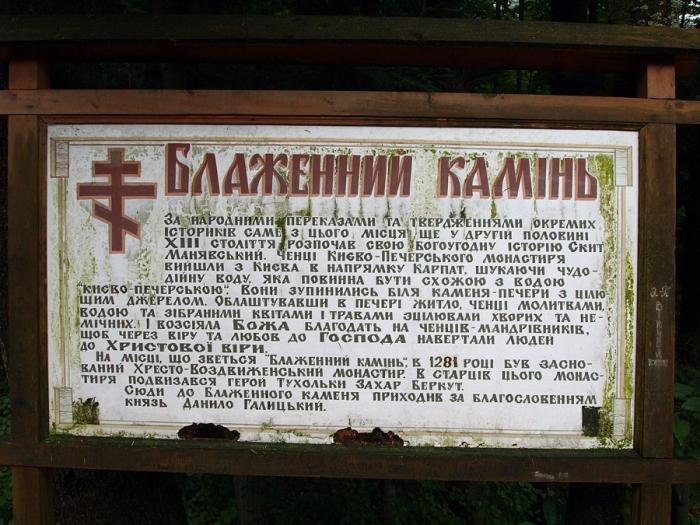 Блаженний камінь
За народними переказами та твердженнями окремих
істориків саме з цього місця ще у другій половині
XIII століття розпочав свою богоугодну історію Скит
Манявський. Ченці Києво-Печерського монастиря
вийшли з Києва в напрямку Карпат, шукаючи чудо-
дійну воду, яка повинна бути схожою з водою
"києво-печерською". Вони зупинились біля каменя-печери з цілю-
щим джерелом. Облаштувавши в печері житло, ченці молитвами,
водою та зібраними квітами і травами зцілювали хворих та не-
мічних. І возсіяла Божа благодать на ченців-мандрівників,
щоб через віру та любов до Господа навертали людей
до Христової віри.
На місці, що зветься "Блаженний камінь", в 1281 році був засно-
ваний Хресто-Воздвиженський монастир. В старців цього монас-
тиря подвизався герой Тухольки Захар Беркут.
Сюди до Блаженного каменя приходив за благословенням
князь Данило Галицький.